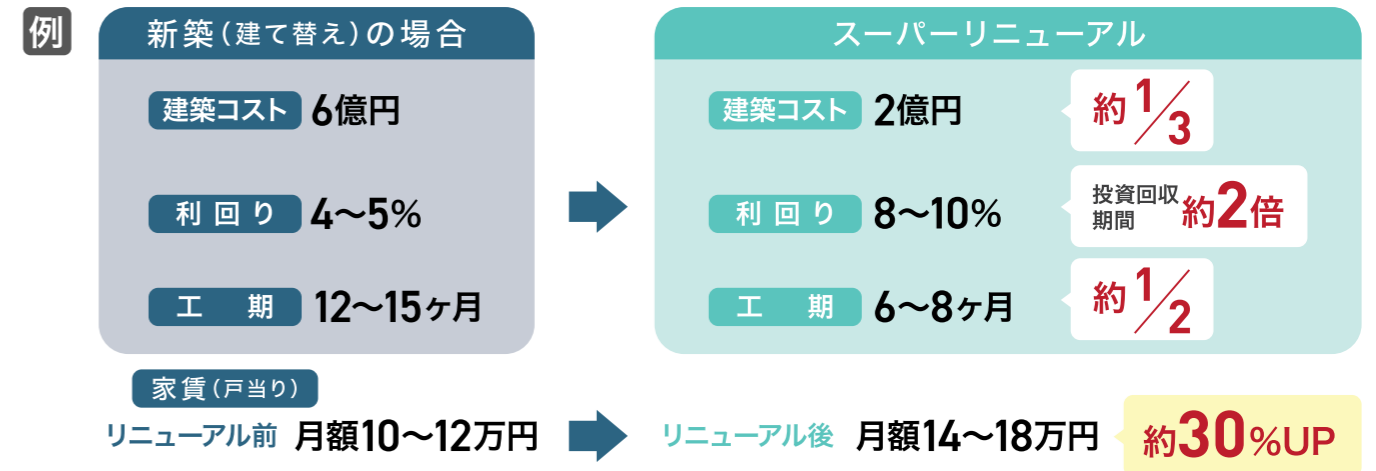 例
新築(建て替え)の場合
建築コスト 6億円
利回り 4〜5%
工期 12〜15ヶ月
スーパーリニューアル
建築コスト 2億円 約1/3
利回り 8〜10% 投資回収期間 約2倍
工期 6〜8ヶ月 約1/2
家賃(戸当り)
リニューアル前 月額10〜12万円
リニューアル後 月額14〜18万円 約30%UP